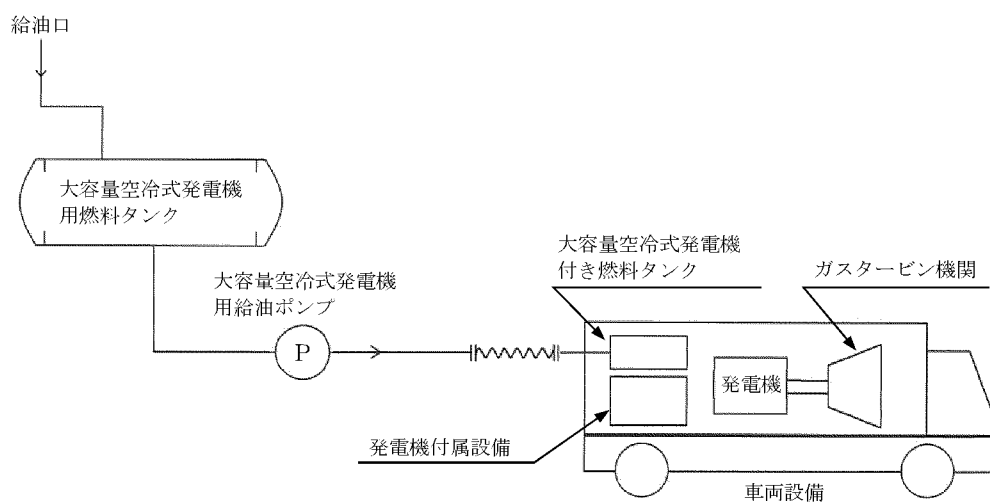 給油口
大容量空冷式発電機
用燃料タンク
大容量空冷式発電機
用給油ポンプ
P
大容量空冷式発電機
付き燃料タンク
ガスタービン機関
発電機
発電機付属設備
車両設備